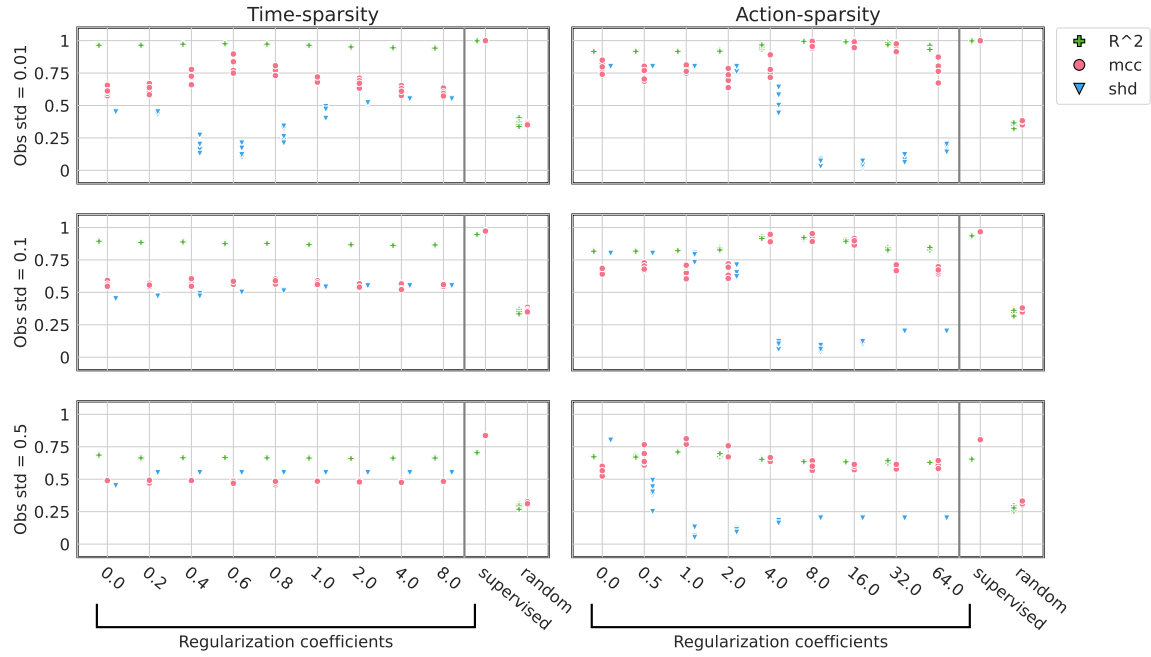 Time-sparsity Action-sparsity
R^2
mcc
shd
Obs std = 0.01
1
0.75
0.5
0.25
0
Obs std = 0.1
1
0.75
0.5
0.25
0
Obs std = 0.5
1
0.75
0.5
0.25
0
0.0 0.2 0.4 0.6 0.8 1.0 2.0 4.0 8.0 supervised random
0.0 0.5 1.0 2.0 4.0 8.0 16.0 32.0 64.0 supervised random
Regularization coefficients Regularization coefficients